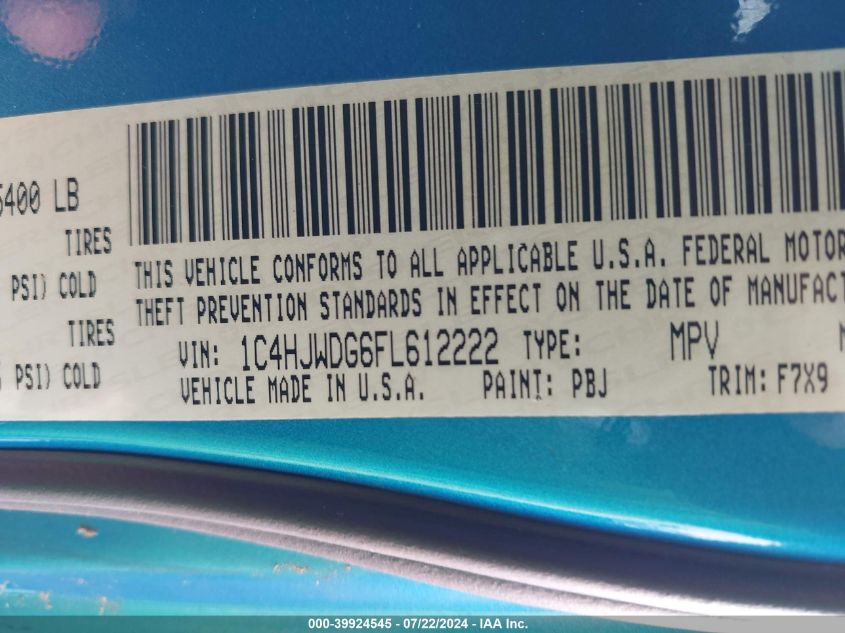 5400 LB
TIRES
PSI) COLD
TIRES
PSI) COLD
THIS VEHICLE CONFORMS TO ALL APPLICABLE U.S.A. FEDERAL MOTOR
THEFT PREVENTION STANDARDS IN EFFECT ON THE DATE OF MANUFACT
VIN: 1C4HJWDG6FL612222 TYPE: MPV
VEHICLE MADE IN U.S.A. PAINT: PBJ TRIM: F7X9
000-39924545 - 07/22/2024 - IAA Inc.